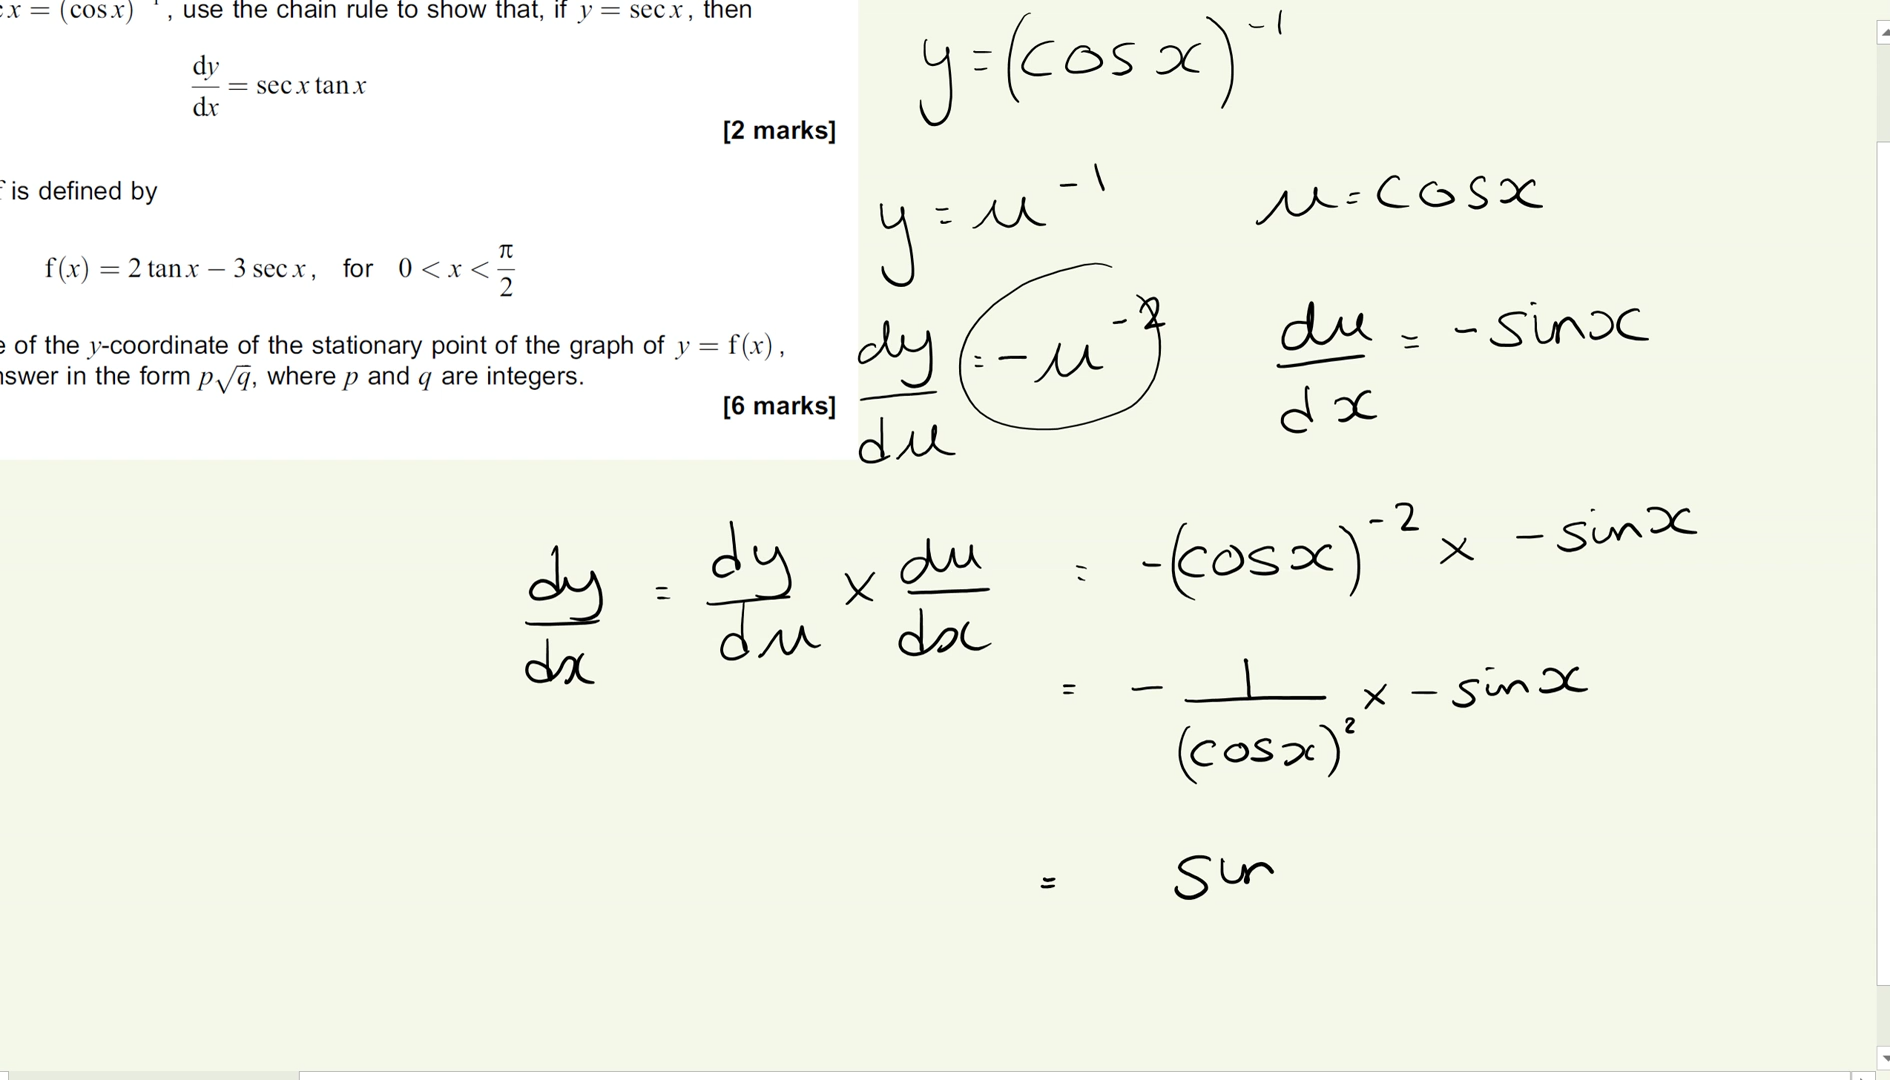 x = (cos x)⁻¹, use the chain rule to show that, if y = sec x, then
dy/dx = sec x tan x
[2 marks]
f is defined by
f(x) = 2 tan x − 3 sec x, for 0 < x < π/2
e of the y-coordinate of the stationary point of the graph of y = f(x),
nswer in the form p√q, where p and q are integers.
[6 marks]
y = (cos x)⁻¹
y = u⁻¹ u = cos x
dy/du = −u⁻² du/dx = −sin x
dy/dx = dy/du × du/dx = −(cos x)⁻² × −sin x
= − 1/(cos x)² × − sin x
= sin